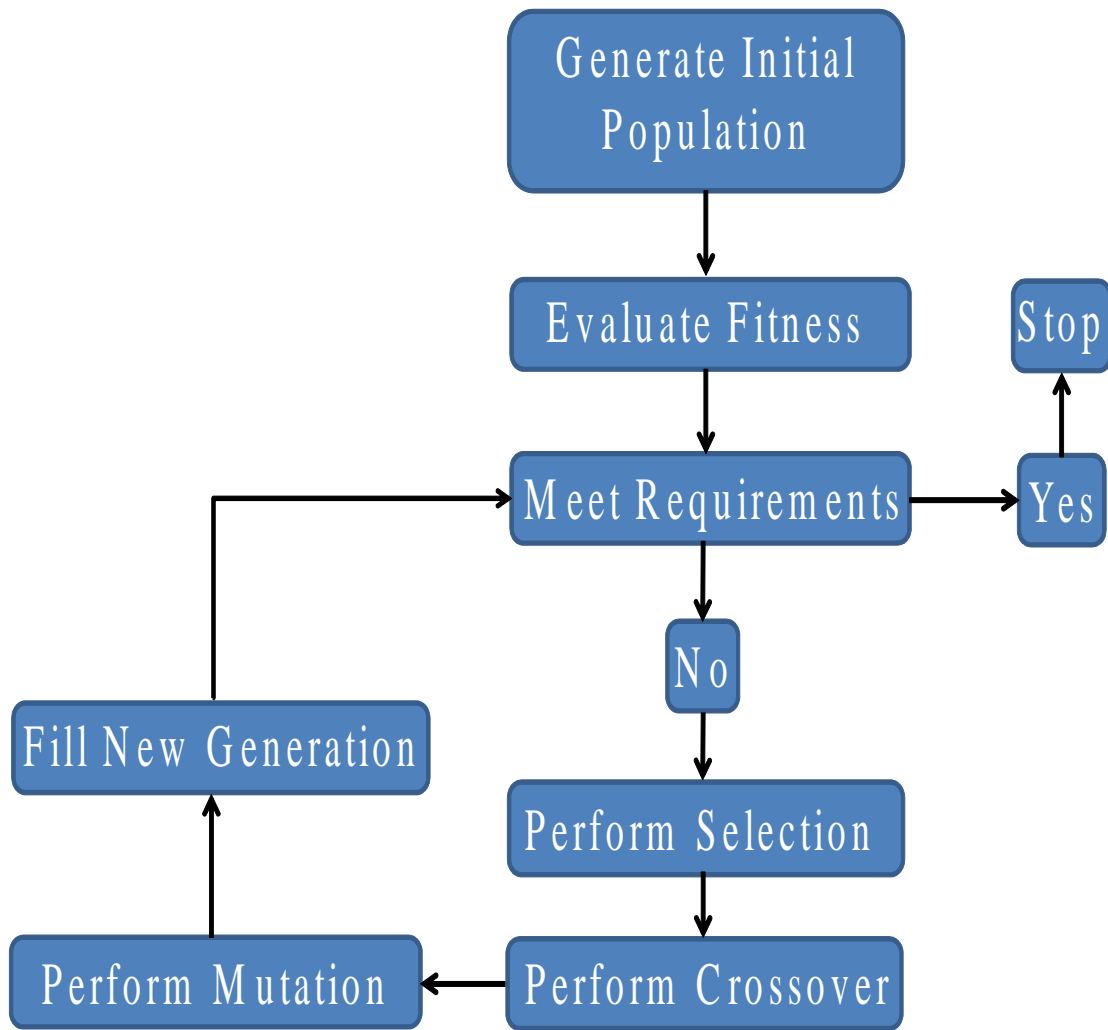 Generate Initial
Population
Evaluate Fitness
Stop
Meet Requirements
Yes
No
Fill New Generation
Perform Selection
Perform Mutation
Perform Crossover